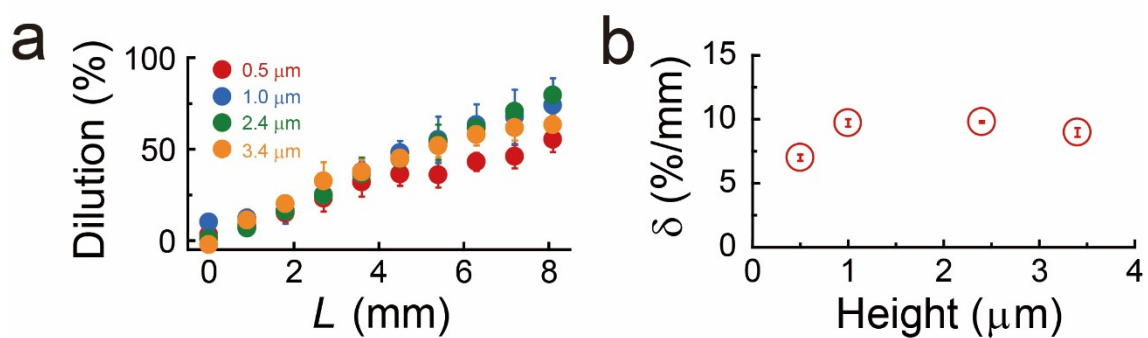 a
Dilution (%)
100
50
0
0.5 μm
1.0 μm
2.4 μm
3.4 μm
0 2 4 6 8
L (mm)
b
δ (%/mm)
15
10
5
0
0 1 2 3 4
Height (μm)